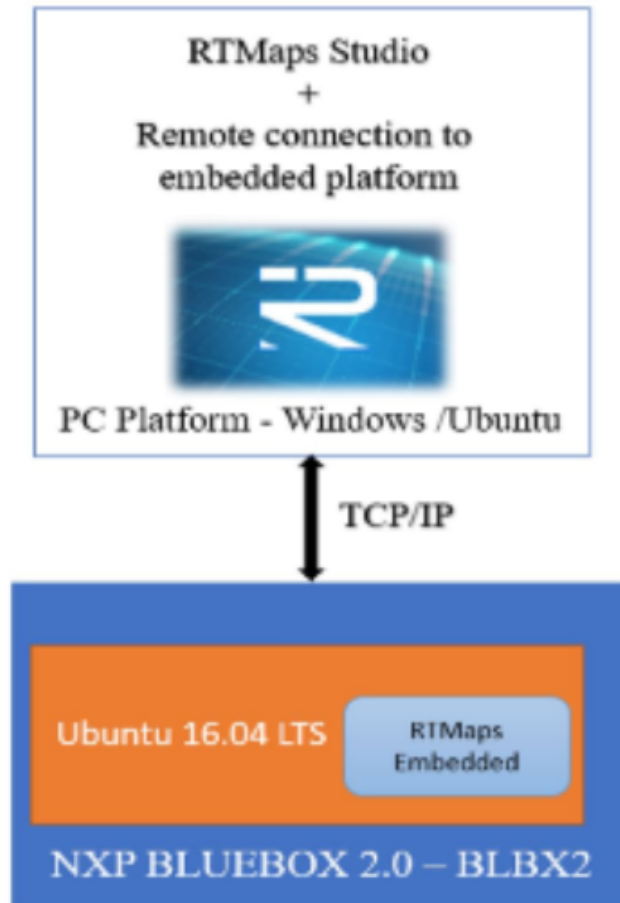 RTMaps Studio
+
Remote connection to
embedded platform
PC Platform - Windows /Ubuntu
TCP/IP
Ubuntu 16.04 LTS
RTMaps
Embedded
NXP BLUEBOX 2.0 – BLBX2